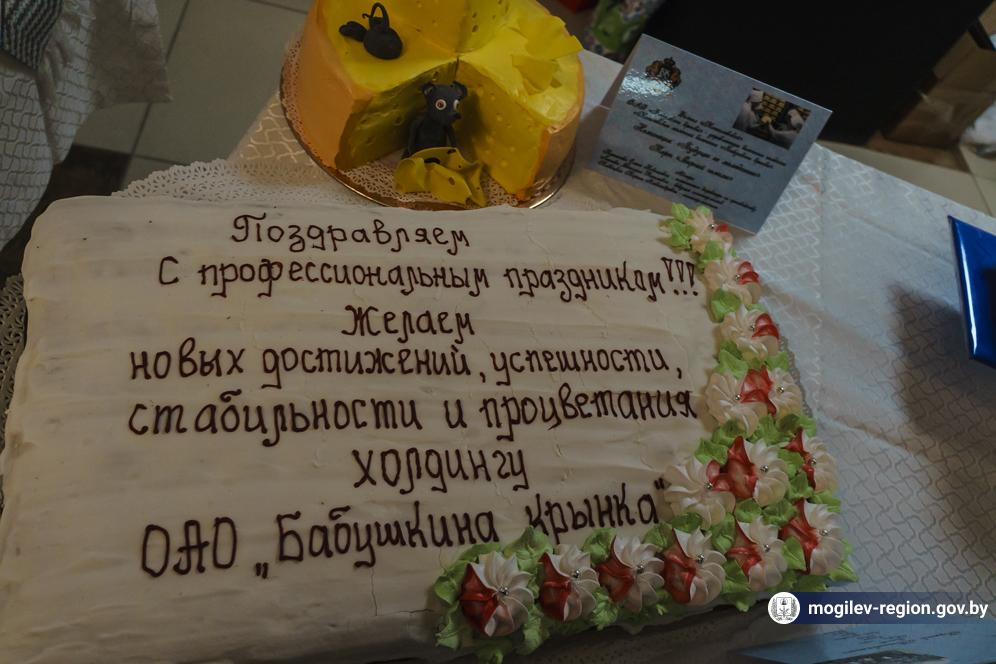 Поздравляем
с профессиональным праздником!!!
Желаем
новых достижений, успешности,
стабильности и процветания
холдингу
ОАО „Бабушкина крынка"
mogilev-region.gov.by